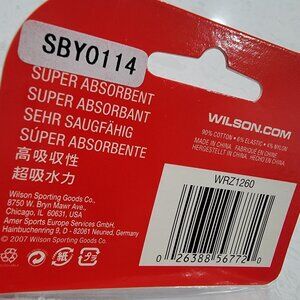 SBY0114
SUPER ABSORBENT
SUPER ABSORBANT
SEHR SAUGFÄHIG
SÚPER ABSORBENTE
高吸収性
超吸水力
Wilson Sporting Goods Co.,
8750 W. Bryn Mawr Ave.,
Chicago, IL. 60631, USA
Amer Sports Europe Services GmbH.
Hainbuchenring 9, D - 82061 Neuried, Germany
© 2007 Wilson Sporting Goods Co.
紙
タグ
WILSON.COM
90% COTTON • 6% ELASTIC • 4% NYLON
MADE IN CHINA, FABRIQUÉ EN CHINE
HERGESTELLT IN CHINA, HECHO EN CHINA
WRZ1260
0 26388 56772 0